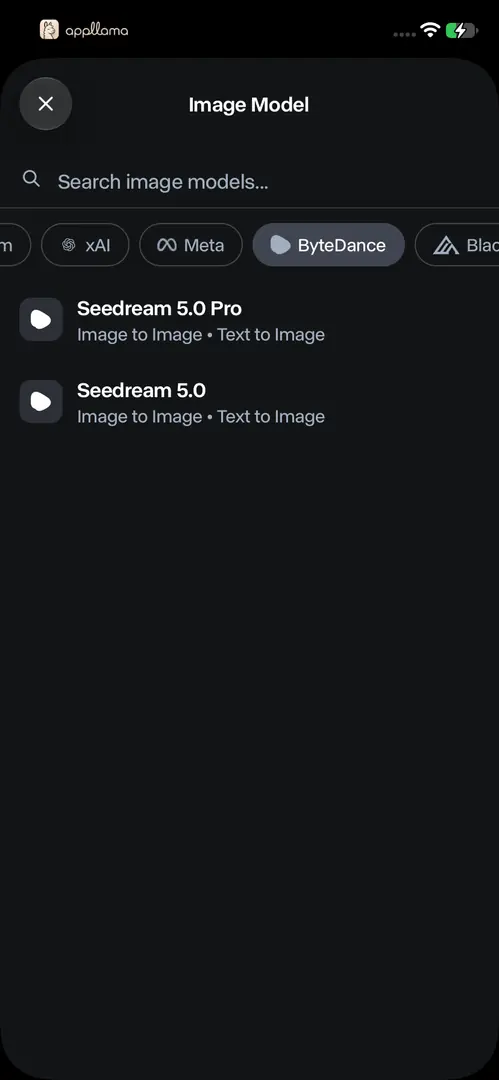 appllama
Image Model
Search image models...
m
xAI
Meta
ByteDance
Blac
Seedream 5.0 Pro
Image to Image • Text to Image
Seedream 5.0
Image to Image • Text to Image